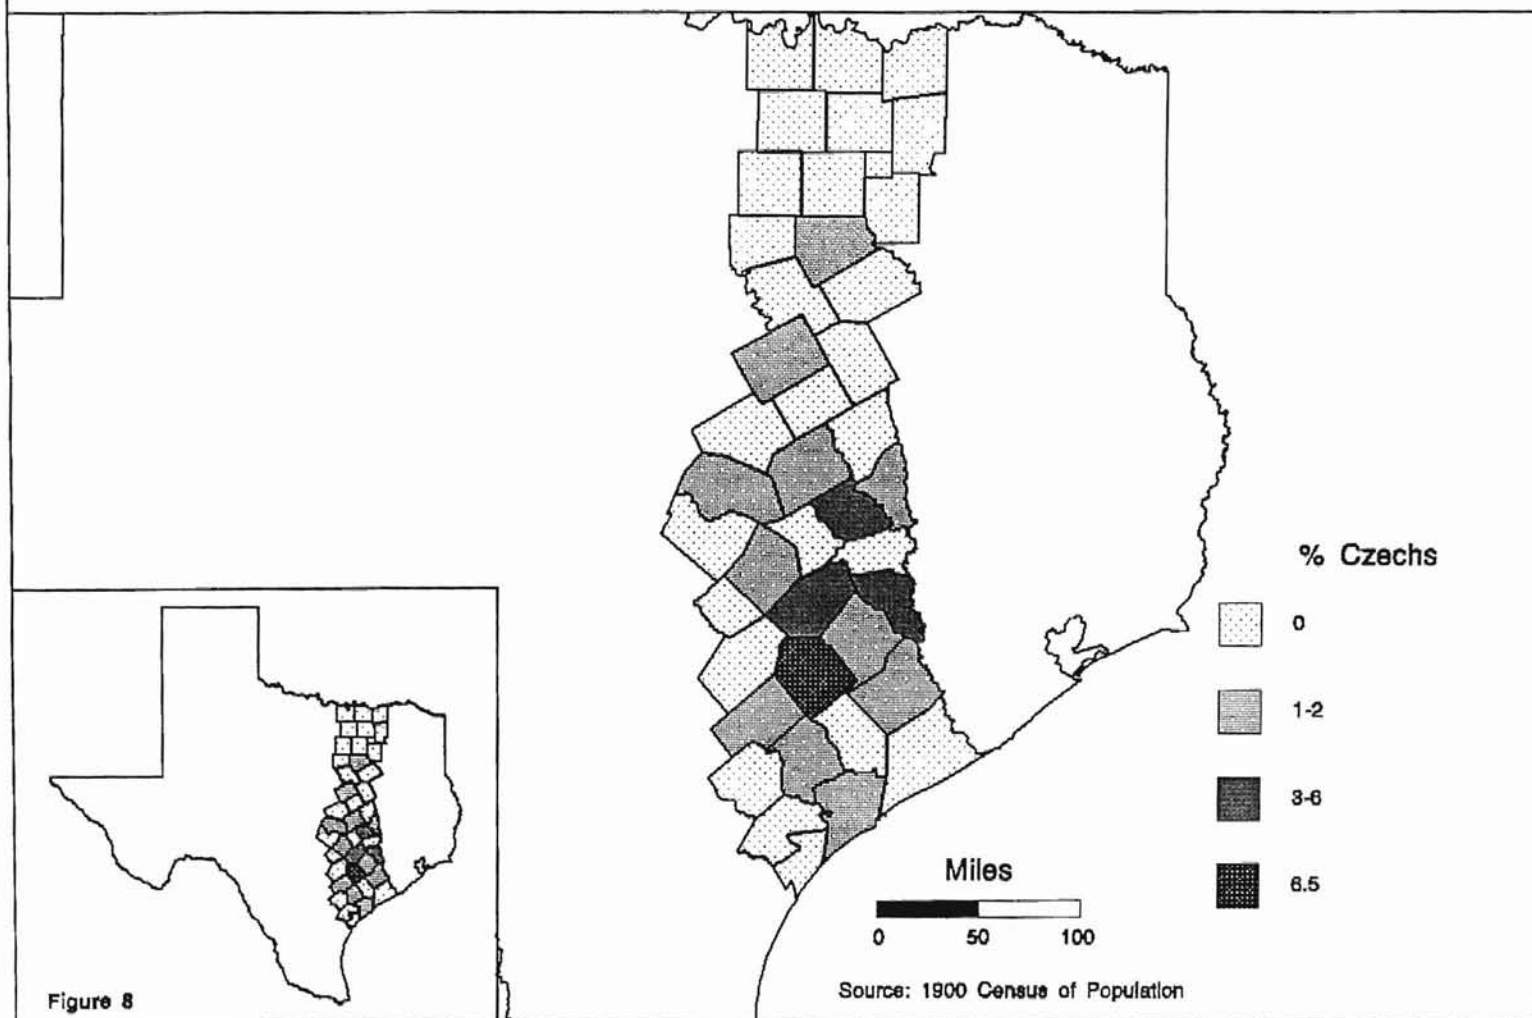 % Czechs
0
1-2
3-6
6.5
Miles
0 50 100
Source: 1900 Census of Population
Figure 8